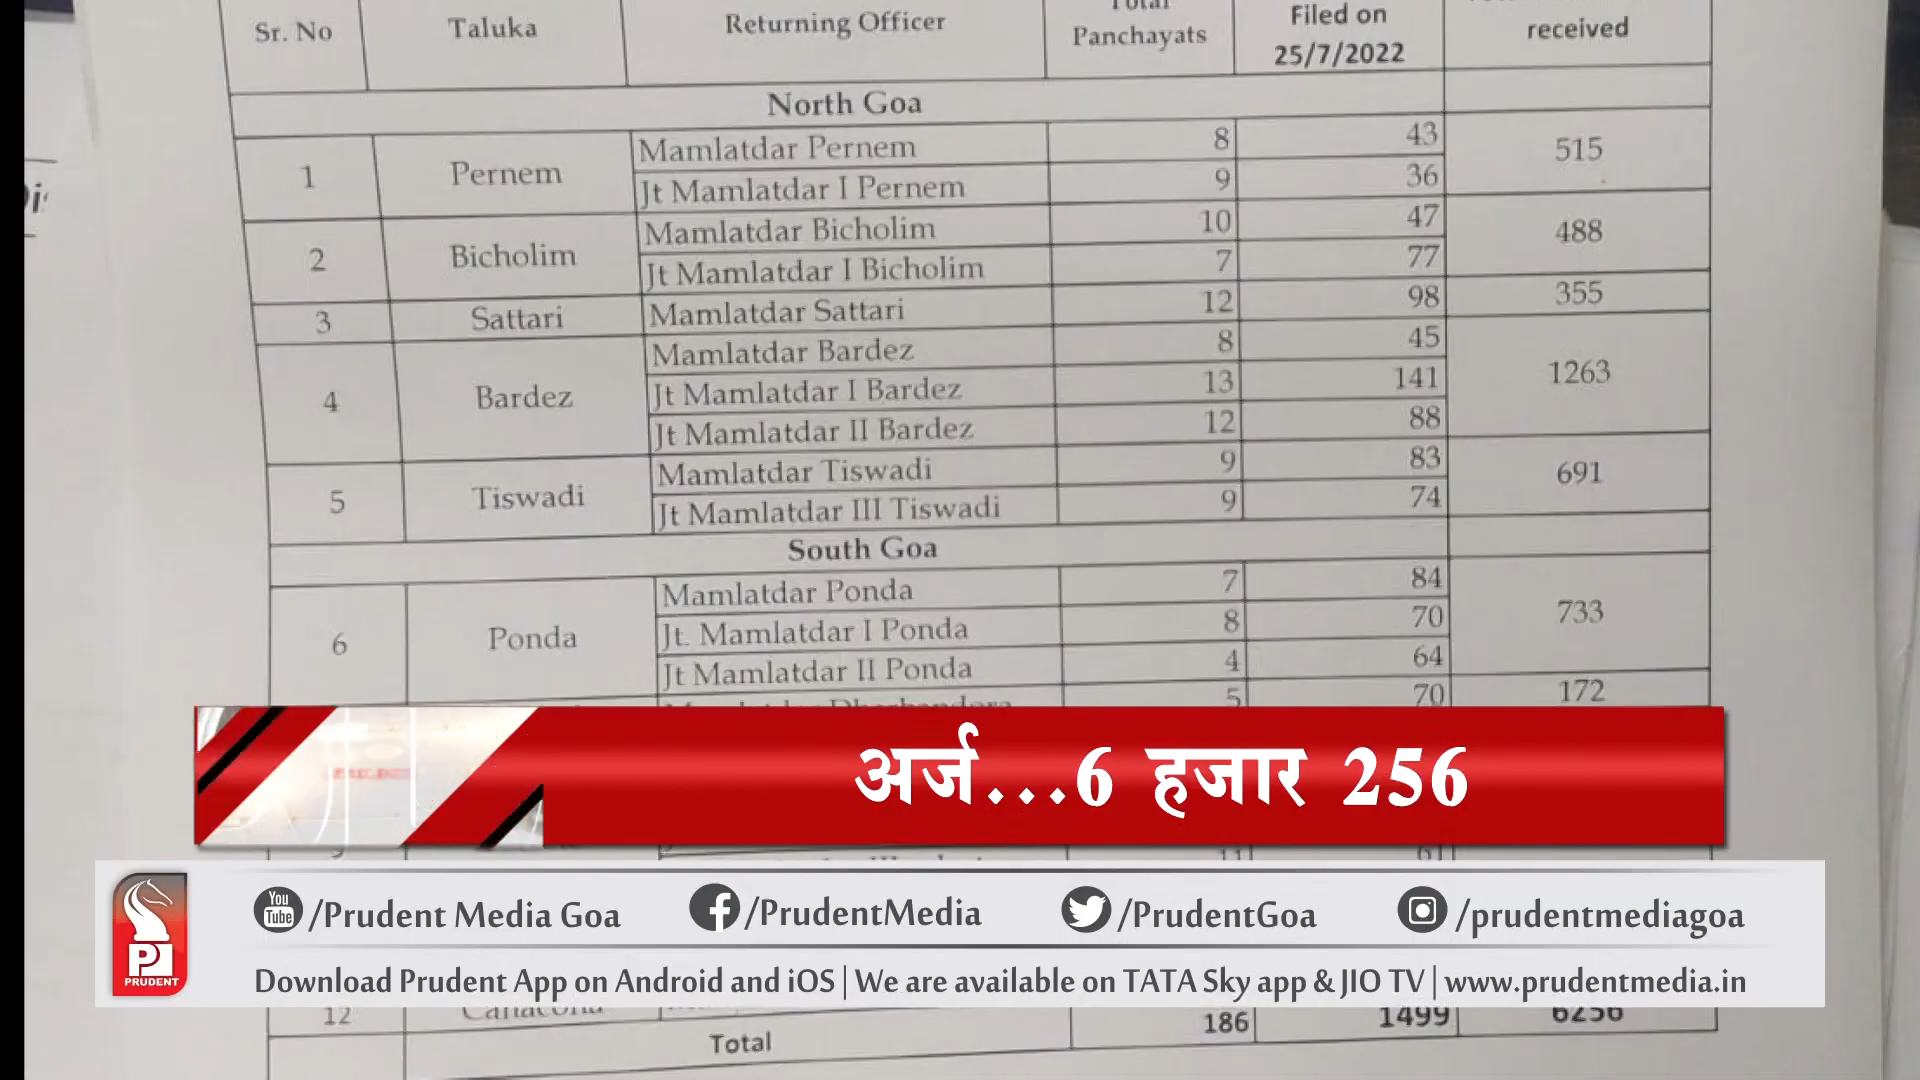 Sr. No Taluka Returning Officer Total Panchayats Filed on 25/7/2022 received
North Goa
1 Pernem Mamlatdar Pernem 8 43 515
Jt Mamlatdar I Pernem 9 36
2 Bicholim Mamlatdar Bicholim 10 47 488
Jt Mamlatdar I Bicholim 7 77
3 Sattari Mamlatdar Sattari 12 98 355
4 Bardez Mamlatdar Bardez 8 45 1263
Jt Mamlatdar I Bardez 13 141
Jt Mamlatdar II Bardez 12 88
5 Tiswadi Mamlatdar Tiswadi 9 83 691
Jt Mamlatdar III Tiswadi 9 74
South Goa
6 Ponda Mamlatdar Ponda 7 84 733
Jt. Mamlatdar I Ponda 8 70
Jt Mamlatdar II Ponda 4 64
5 70 172
अर्ज...6 हजार 256
You Tube /Prudent Media Goa /PrudentMedia /PrudentGoa /prudentmediagoa
PRUDENT
Download Prudent App on Android and iOS | We are available on TATA Sky app & JIO TV | www.prudentmedia.in
12 Canacona
Total 186 1499 6256